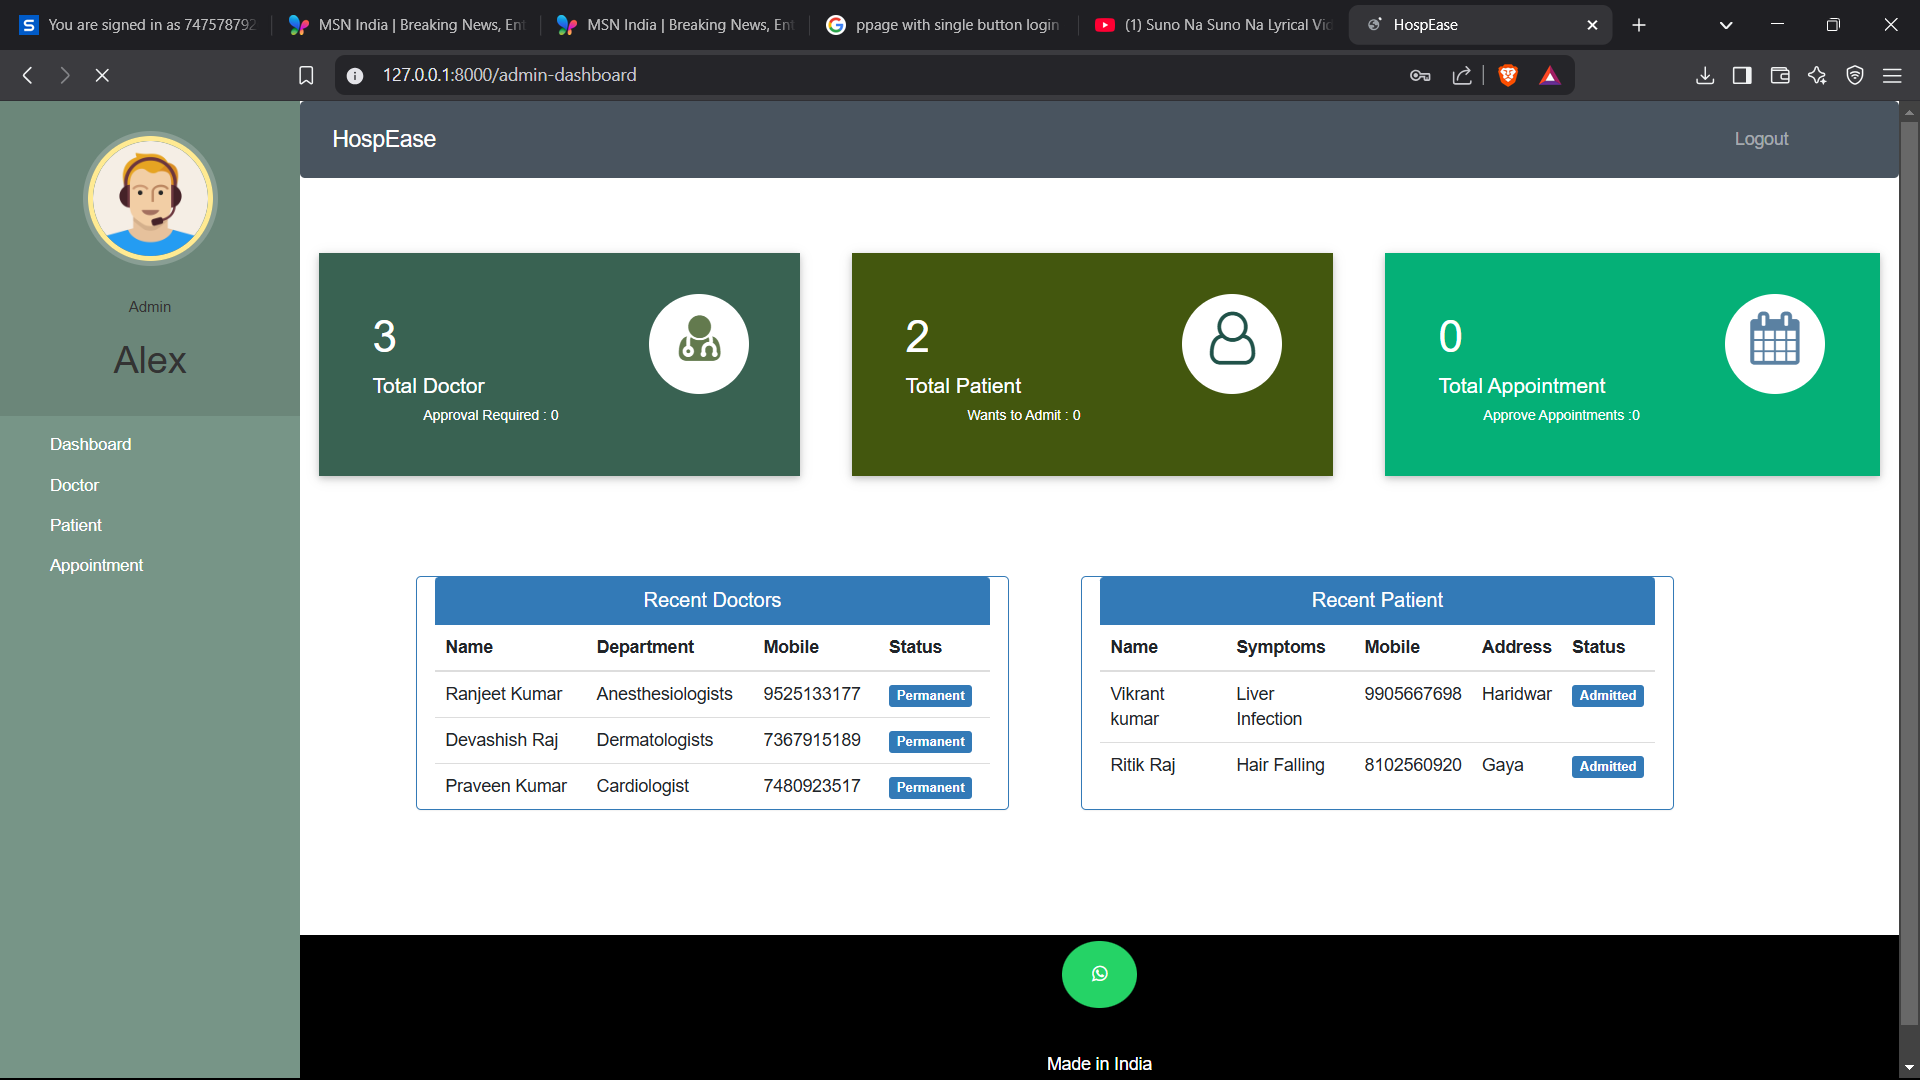 You are signed in as 747578792
MSN India | Breaking News, Ent
MSN India | Breaking News, Ent
ppage with single button login
(1) Suno Na Suno Na Lyrical Vid
HospEase
127.0.0.1:8000/admin-dashboard
HospEase
Logout
Admin
Alex
Dashboard
Doctor
Patient
Appointment
3
Total Doctor
Approval Required : 0
2
Total Patient
Wants to Admit : 0
0
Total Appointment
Approve Appointments :0
Recent Doctors
Name Department Mobile Status
Ranjeet Kumar Anesthesiologists 9525133177 Permanent
Devashish Raj Dermatologists 7367915189 Permanent
Praveen Kumar Cardiologist 7480923517 Permanent
Recent Patient
Name Symptoms Mobile Address Status
Vikrant Liver 9905667698 Haridwar Admitted
kumar Infection
Ritik Raj Hair Falling 8102560920 Gaya Admitted
Made in India